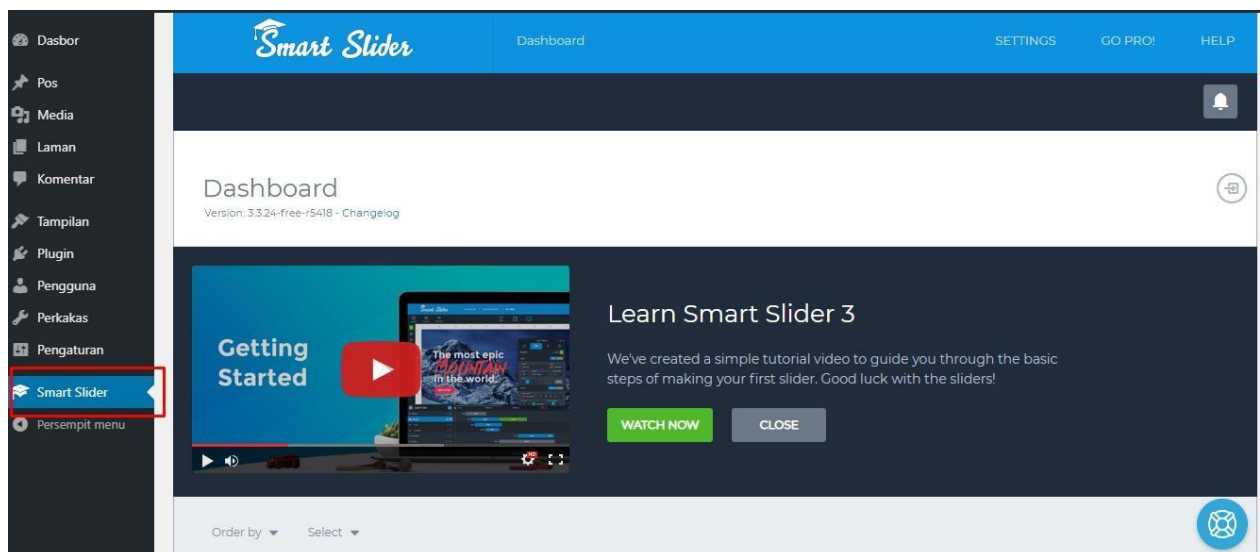 Dasbor
Pos
Media
Laman
Komentar
Tampilan
Plugin
Pengguna
Perkakas
Pengaturan
Smart Slider
Persempit menu
Smart Slider
Dashboard
SETTINGS
GO PRO!
HELP
Dashboard
Version: 3.3.24-free-r5418 - Changelog
Getting
Started
The most epic
MOUNTAIN
in the world.
HD
Learn Smart Slider 3
We've created a simple tutorial video to guide you through the basic
steps of making your first slider. Good luck with the sliders!
WATCH NOW
CLOSE
Order by
Select